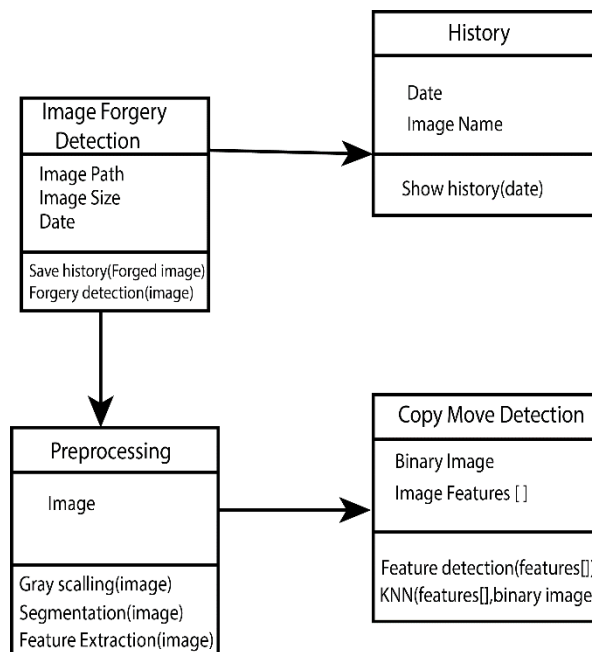 History
Date
Image Name
Show history(date)
Image Forgery
Detection
Image Path
Image Size
Date
Save history(Forged image)
Forgery detection(image)
Preprocessing
Image
Gray scalling(image)
Segmentation(image)
Feature Extraction(image)
Copy Move Detection
Binary Image
Image Features [ ]
Feature detection(features[])
KNN(features[],binary image